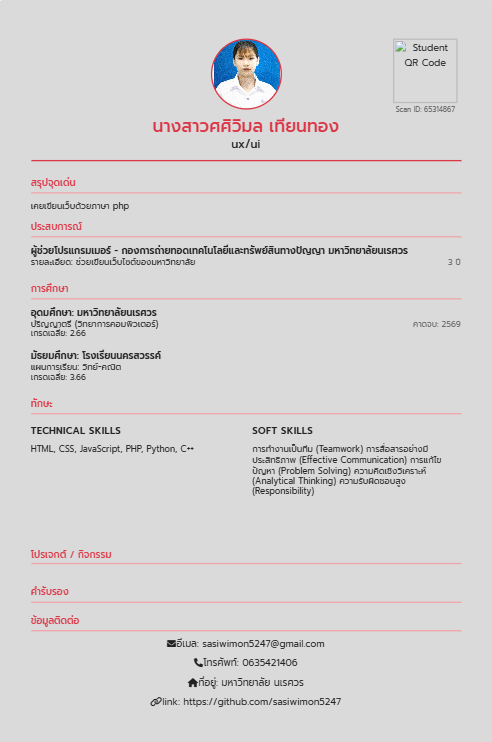 Student
QR Code
Scan ID: 65314867
นางสาวศศิวิมล เทียนทอง
ux/ui
สรุปจุดเด่น
เคยเขียนเว็บด้วยภาษา php
ประสบการณ์
ผู้ช่วยโปรแกรมเมอร์ - กองการถ่ายทอดเทคโนโลยีและทรัพย์สินทางปัญญา มหาวิทยาลัยนเรศวร
รายละเอียด: ช่วยเขียนเว็บไซต์ของมหาวิทยาลัย 3 ปี
การศึกษา
อุดมศึกษา: มหาวิทยาลัยนเรศวร
ปริญญาตรี (วิทยาการคอมพิวเตอร์) คาดจบ: 2569
เกรดเฉลี่ย: 2.66
มัธยมศึกษา: โรงเรียนนครสวรรค์
แผนการเรียน: วิทย์-คณิต
เกรดเฉลี่ย: 3.66
ทักษะ
TECHNICAL SKILLS
HTML, CSS, JavaScript, PHP, Python, C++
SOFT SKILLS
การทำงานเป็นทีม (Teamwork) การสื่อสารอย่างมี
ประสิทธิภาพ (Effective Communication) การแก้ไข
ปัญหา (Problem Solving) ความคิดเชิงวิเคราะห์
(Analytical Thinking) ความรับผิดชอบสูง
(Responsibility)
โปรเจกต์ / กิจกรรม
คำรับรอง
ข้อมูลติดต่อ
อีเมล: sasiwimon5247@gmail.com
โทรศัพท์: 0635421406
ที่อยู่: มหาวิทยาลัย นเรศวร
link: https://github.com/sasiwimon5247